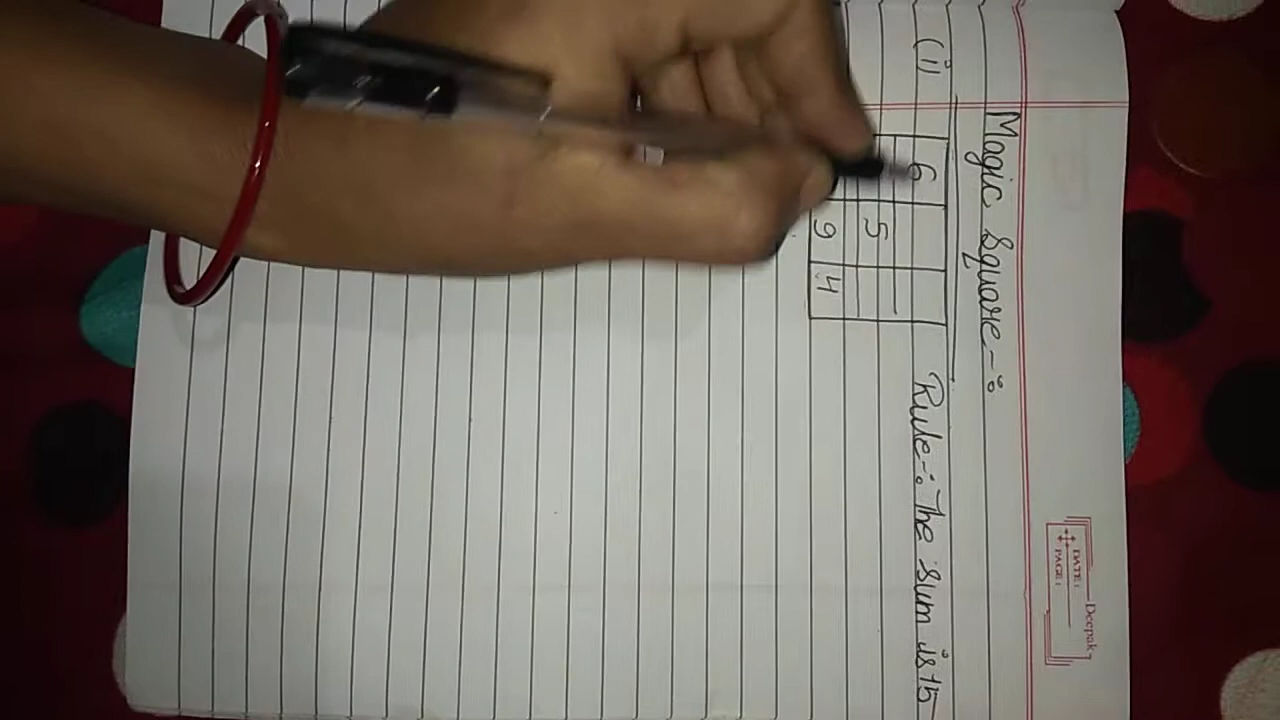 DATE:
PAGE:
Deepak
Magic Square-:
(i)
Rule-: The sum is 15
6
5
9 4